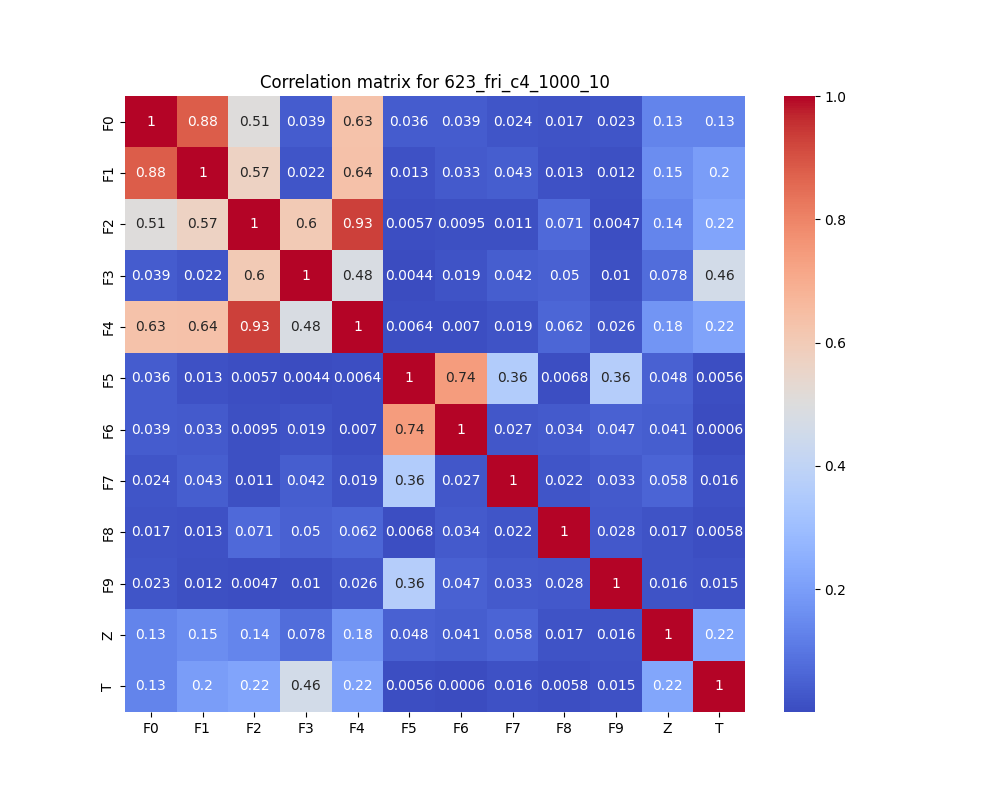 Correlation matrix for 623_fri_c4_1000_10
F0 1 0.88 0.51 0.039 0.63 0.036 0.039 0.024 0.017 0.023 0.13 0.13
F1 0.88 1 0.57 0.022 0.64 0.013 0.033 0.043 0.013 0.012 0.15 0.2
F2 0.51 0.57 1 0.6 0.93 0.0057 0.0095 0.011 0.071 0.0047 0.14 0.22
F3 0.039 0.022 0.6 1 0.48 0.0044 0.019 0.042 0.05 0.01 0.078 0.46
F4 0.63 0.64 0.93 0.48 1 0.0064 0.007 0.019 0.062 0.026 0.18 0.22
F5 0.036 0.013 0.0057 0.0044 0.0064 1 0.74 0.36 0.0068 0.36 0.048 0.0056
F6 0.039 0.033 0.0095 0.019 0.007 0.74 1 0.027 0.034 0.047 0.041 0.0006
F7 0.024 0.043 0.011 0.042 0.019 0.36 0.027 1 0.022 0.033 0.058 0.016
F8 0.017 0.013 0.071 0.05 0.062 0.0068 0.034 0.022 1 0.028 0.017 0.0058
F9 0.023 0.012 0.0047 0.01 0.026 0.36 0.047 0.033 0.028 1 0.016 0.015
Z 0.13 0.15 0.14 0.078 0.18 0.048 0.041 0.058 0.017 0.016 1 0.22
T 0.13 0.2 0.22 0.46 0.22 0.0056 0.0006 0.016 0.0058 0.015 0.22 1
F0 F1 F2 F3 F4 F5 F6 F7 F8 F9 Z T
1.0
0.8
0.6
0.4
0.2